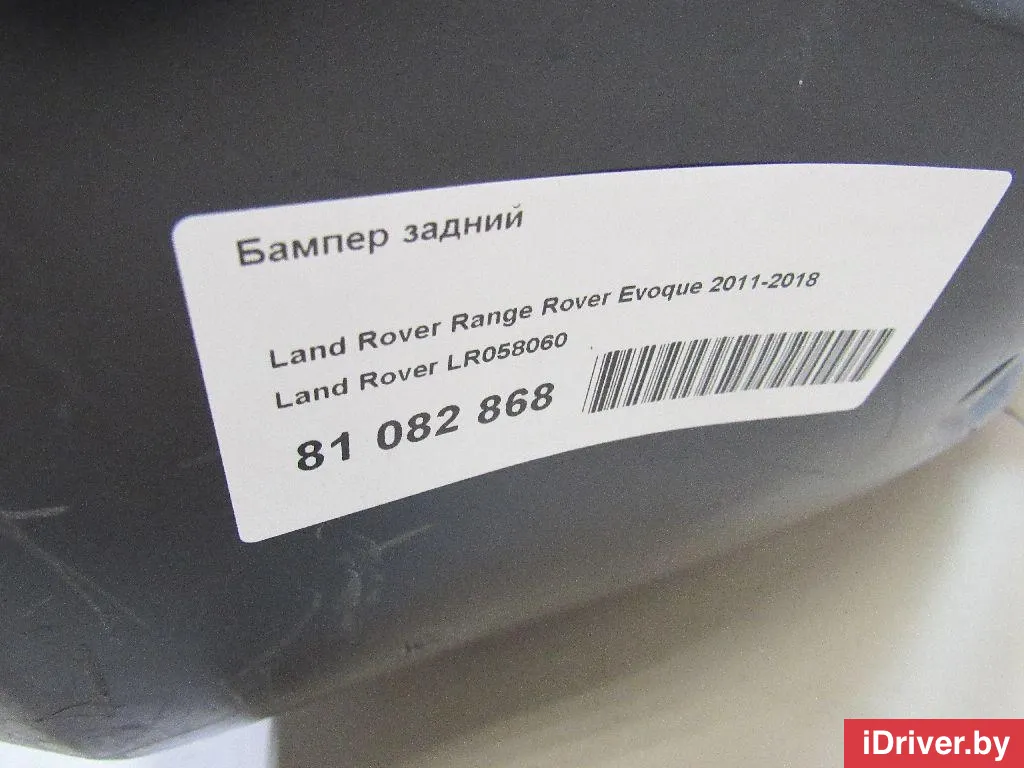 Бампер задний
Land Rover Range Rover Evoque 2011-2018
Land Rover LR058060
81 082 868
iDriver.by